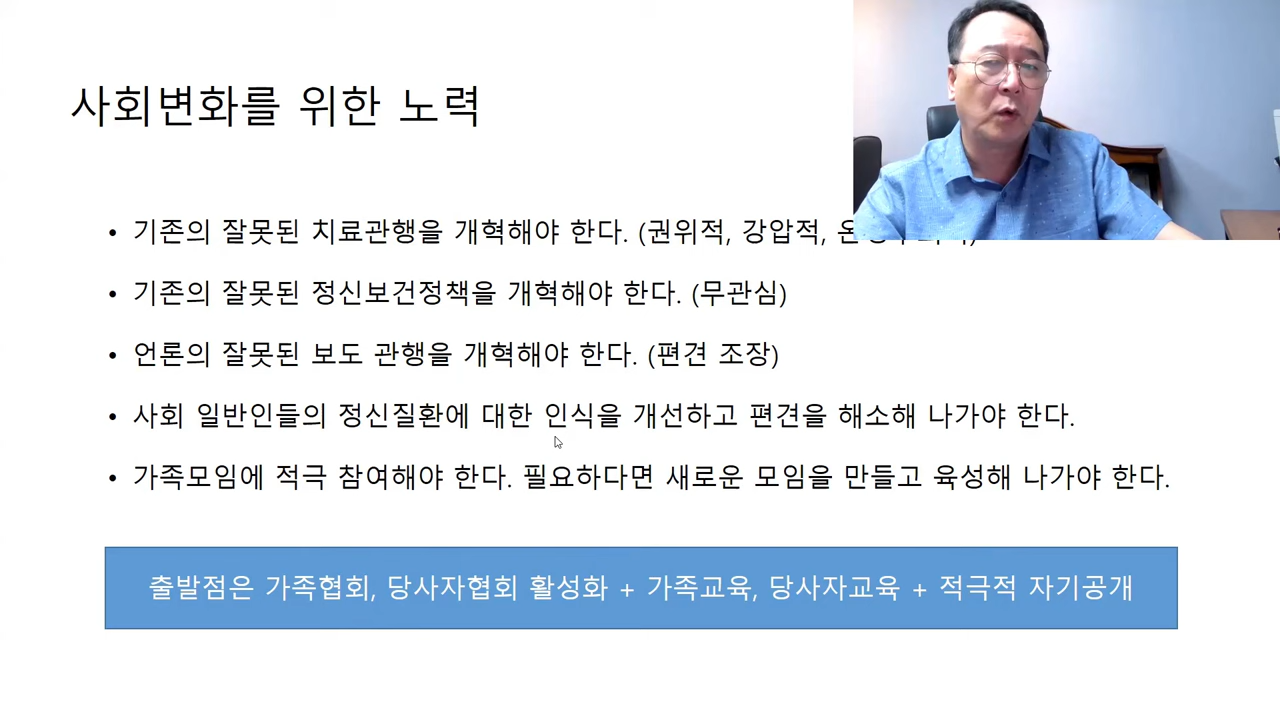 사회변화를 위한 노력
• 기존의 잘못된 치료관행을 개혁해야 한다. (권위적, 강압적,
• 기존의 잘못된 정신보건정책을 개혁해야 한다. (무관심)
• 언론의 잘못된 보도 관행을 개혁해야 한다. (편견 조장)
• 사회 일반인들의 정신질환에 대한 인식을 개선하고 편견을 해소해 나가야 한다.
• 가족모임에 적극 참여해야 한다. 필요하다면 새로운 모임을 만들고 육성해 나가야 한다.
출발점은 가족협회, 당사자협회 활성화 + 가족교육, 당사자교육 + 적극적 자기공개